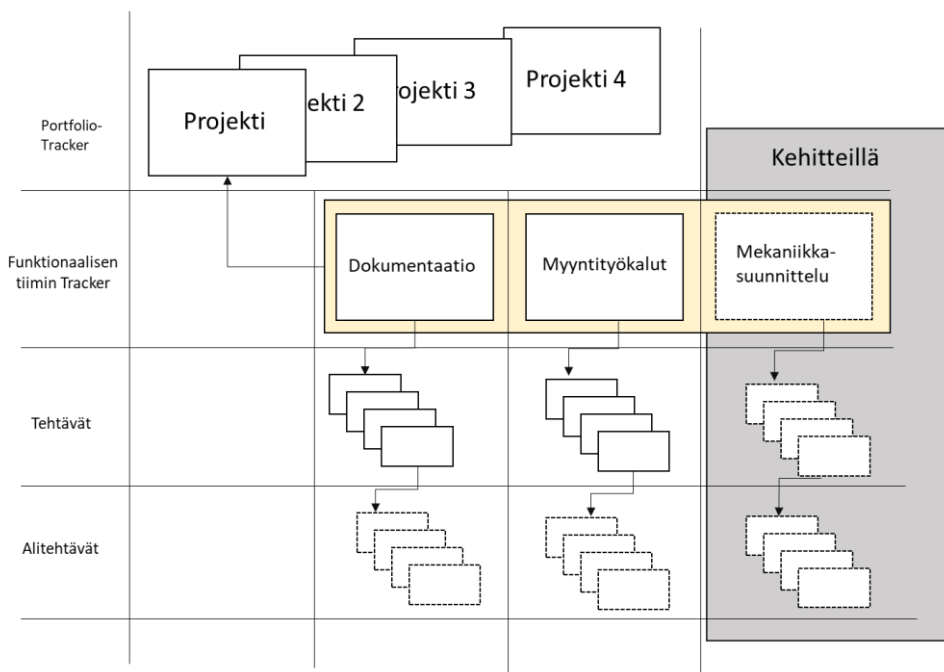 Projekti
ekti 2
ojekti 3
Projekti 4
Portfolio-
Tracker
Kehitteillä
Funktionaalisen
tiimin Tracker
Dokumentaatio
Myyntityökalut
Mekaniikka-
suunnittelu
Tehtävät
Alitehtävät